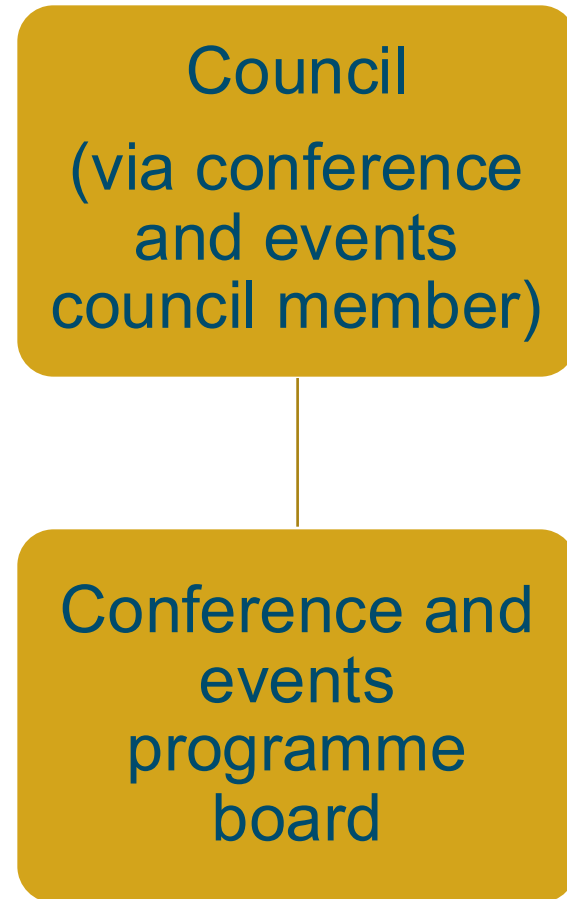 Council
(via conference
and events
council member)
Conference and
events
programme
board